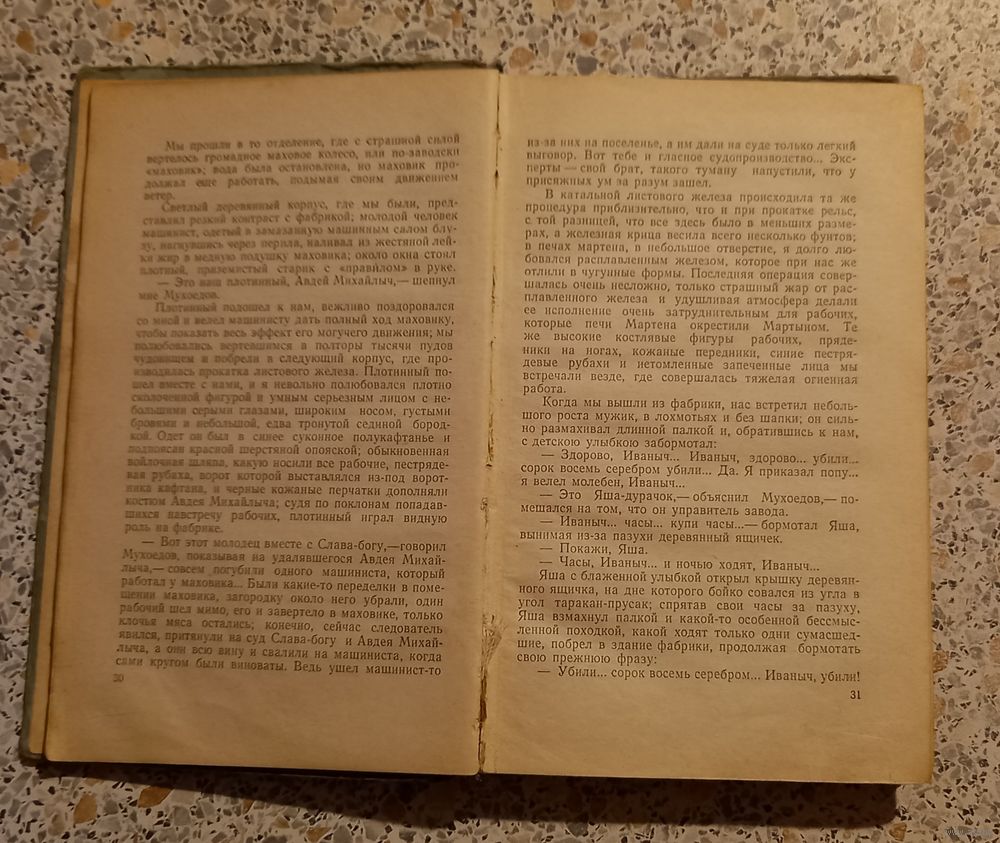 Мы прошли в то отделение, где с страшной силой
вертелось громадное маховое колесо, или по-заводски
«маховик»; вода была остановлена, но маховик про-
должал еще работать, подымая своим движением
ветер.
Светлый деревянный корпус, где мы были, пред-
ставлял резкий контраст с фабрикой; молодой человек
машинист, одетый в замазанную машинным салом блу-
зу, нагнувшись через перила, наливал из жестяной лей-
ки жир в медную подушку маховика; около окна стоял
плотный, приземистый старик с «правилом» в руке.
— Это наш плотинный, Авдей Михайлыч,— шепнул
мне Мухоедов.
Плотинный подошел к нам, вежливо поздоровался
со мной и велел машинисту дать полный ход маховику,
чтобы показать весь эффект его могучего движения; мы
полюбовались вертевшимся в полторы тысячи пудов
чудовищем и побрели в следующий корпус, где про-
изводилась прокатка листового железа. Плотинный по-
шел вместе с нами, и я невольно полюбовался плотно
сколоченной фигурой и умным серьезным лицом с не-
большими серыми глазами, широким носом, густыми
бровями и небольшой, едва тронутой сединой бород-
кой. Одет он был в синее суконное полукафтанье и
подпоясан красной шерстяной опояской; обыкновенная
войлочная шляпа, какую носили все рабочие, пестряде-
вая рубаха, ворот которой выставлялся из-под ворот-
ника кафтана, и черные кожаные перчатки дополняли
костюм Авдея Михайлыча; судя по поклонам попадав-
шихся навстречу рабочих, плотинный играл видную
роль на фабрике.
— Вот этот молодец вместе с Слава-богу,—говорил
Мухоедов, показывая на удалявшегося Авдея Михай-
лыча,— совсем погубили одного машиниста, который
работал у маховика... Были какие-то переделки в поме-
щении маховика, загородку около него убрали, один
рабочий шел мимо, его и завертело в маховике, только
клочья мяса остались; конечно, сейчас следователь
явился, притянули на суд Слава-богу и Авдея Михай-
лыча, а они всю вину и свалили на машиниста, когда
сами кругом были виноваты. Ведь ушел машинист-то
30
из-за них на поселенье, а им дали на суде только легкий
выговор. Вот тебе и гласное судопроизводство... Экс-
перты — свой брат, такого туману напустили, что у
присяжных ум за разум зашел.
В катальной листового железа происходила та же
процедура приблизительно, что и при прокатке рельс,
с той разницей, что все здесь было в меньших разме-
рах, а железная крица весила всего несколько фунтов;
в печах мартена, в небольшое отверстие, я долго лю-
бовался расплавленным железом, которое при нас же
отлили в чугунные формы. Последняя операция совер-
шалась очень несложно, только страшный жар от рас-
плавленного железа и удушливая атмосфера делали
ее исполнение очень затруднительным для рабочих,
которые печи Мартена окрестили Мартыном. Те
же высокие костлявые фигуры рабочих, пряде-
ники на ногах, кожаные передники, синие пестря-
девые рубахи и истомленные запеченные лица мы
встречали везде, где совершалась тяжелая огненная
работа.
Когда мы вышли из фабрики, нас встретил неболь-
шого роста мужик, в лохмотьях и без шапки; он силь-
но размахивал длинной палкой и, обратившись к нам,
с детскою улыбкою забормотал:
— Здорово, Иваныч... Иваныч, здорово... убили...
сорок восемь серебром убили... Да. Я приказал попу...
я велел молебен, Иваныч...
— Это Яша-дурачок,— объяснил Мухоедов,— по-
мешался на том, что он управитель завода.
— Иваныч... часы... купи часы...— бормотал Яша,
вынимая из-за пазухи деревянный ящичек.
— Покажи, Яша.
— Часы, Иваныч... и ночью ходят, Иваныч...
Яша с блаженной улыбкой открыл крышку деревян-
ного ящичка, на дне которого бойко совался из угла в
угол таракан-прусак; спрятав свои часы за пазуху,
Яша взмахнул палкой и какой-то особенной бессмыс-
ленной походкой, какой ходят только одни сумасшед-
шие, побрел в здание фабрики, продолжая бормотать
свою прежнюю фразу:
— Убили... сорок восемь серебром... Иваныч, убили!
31